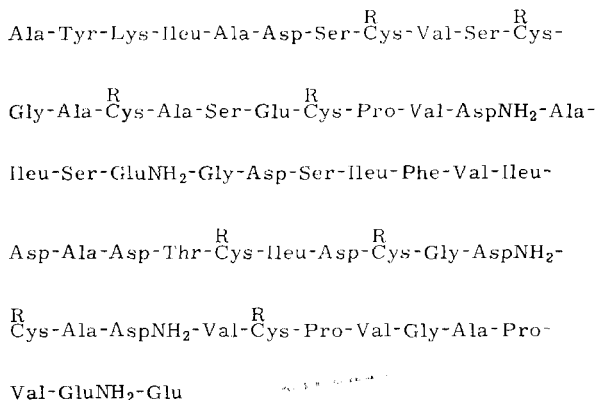 R R
Ala-Tyr-Lys-Ileu-Ala-Asp-Ser-Cys-Val-Ser-Cys-
R R
Gly-Ala-Cys-Ala-Ser-Glu-Cys-Pro-Val-AspNH₂-Ala-
Ileu-Ser-GluNH₂-Gly-Asp-Ser-Ileu-Phe-Val-Ileu-
R R
Asp-Ala-Asp-Thr-Cys-Ileu-Asp-Cys-Gly-AspNH₂-
R R
Cys-Ala-AspNH₂-Val-Cys-Pro-Val-Gly-Ala-Pro-
Val-GluNH₂-Glu